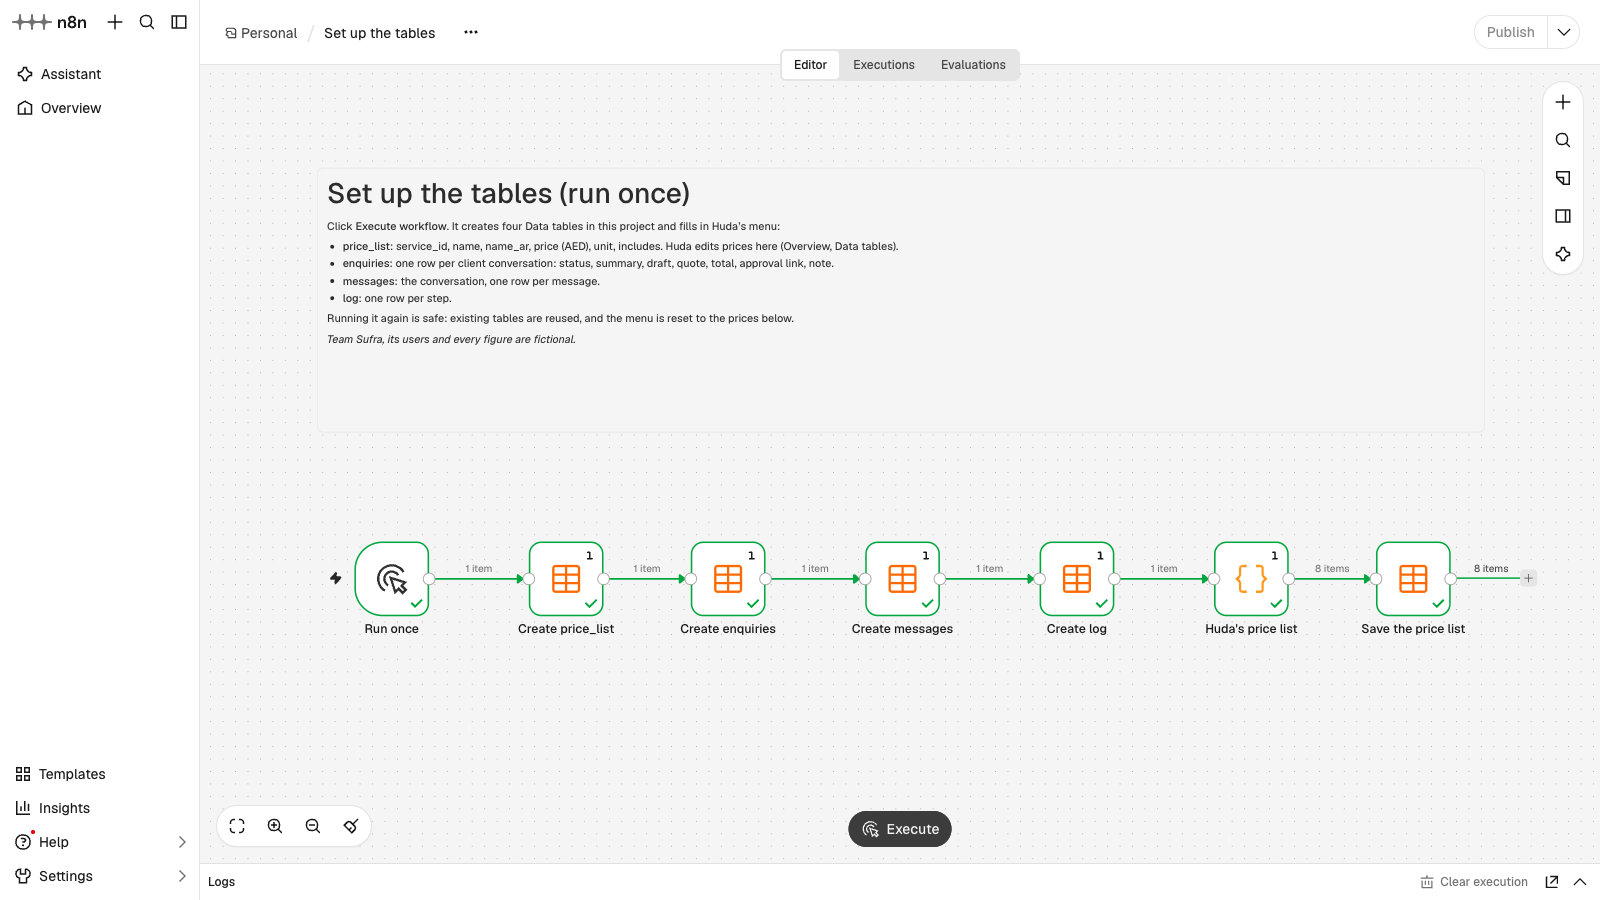 n8n
Personal / Set up the tables
Publish
Editor
Executions
Evaluations
Assistant
Overview
Set up the tables (run once)
Click Execute workflow. It creates four Data tables in this project and fills in Huda's menu:
• price_list: service_id, name, name_ar, price (AED), unit, includes. Huda edits prices here (Overview, Data tables).
• enquiries: one row per client conversation: status, summary, draft, quote, total, approval link, note.
• messages: the conversation, one row per message.
• log: one row per step.
Running it again is safe: existing tables are reused, and the menu is reset to the prices below.
Team Sufra, its users and every figure are fictional.
1 1 1 1 1
1 item 1 item 1 item 1 item 1 item 8 items 8 items
Run once
Create price_list
Create enquiries
Create messages
Create log
Huda's price list
Save the price list
Templates
Insights
Help
Settings
Execute
Logs
Clear execution